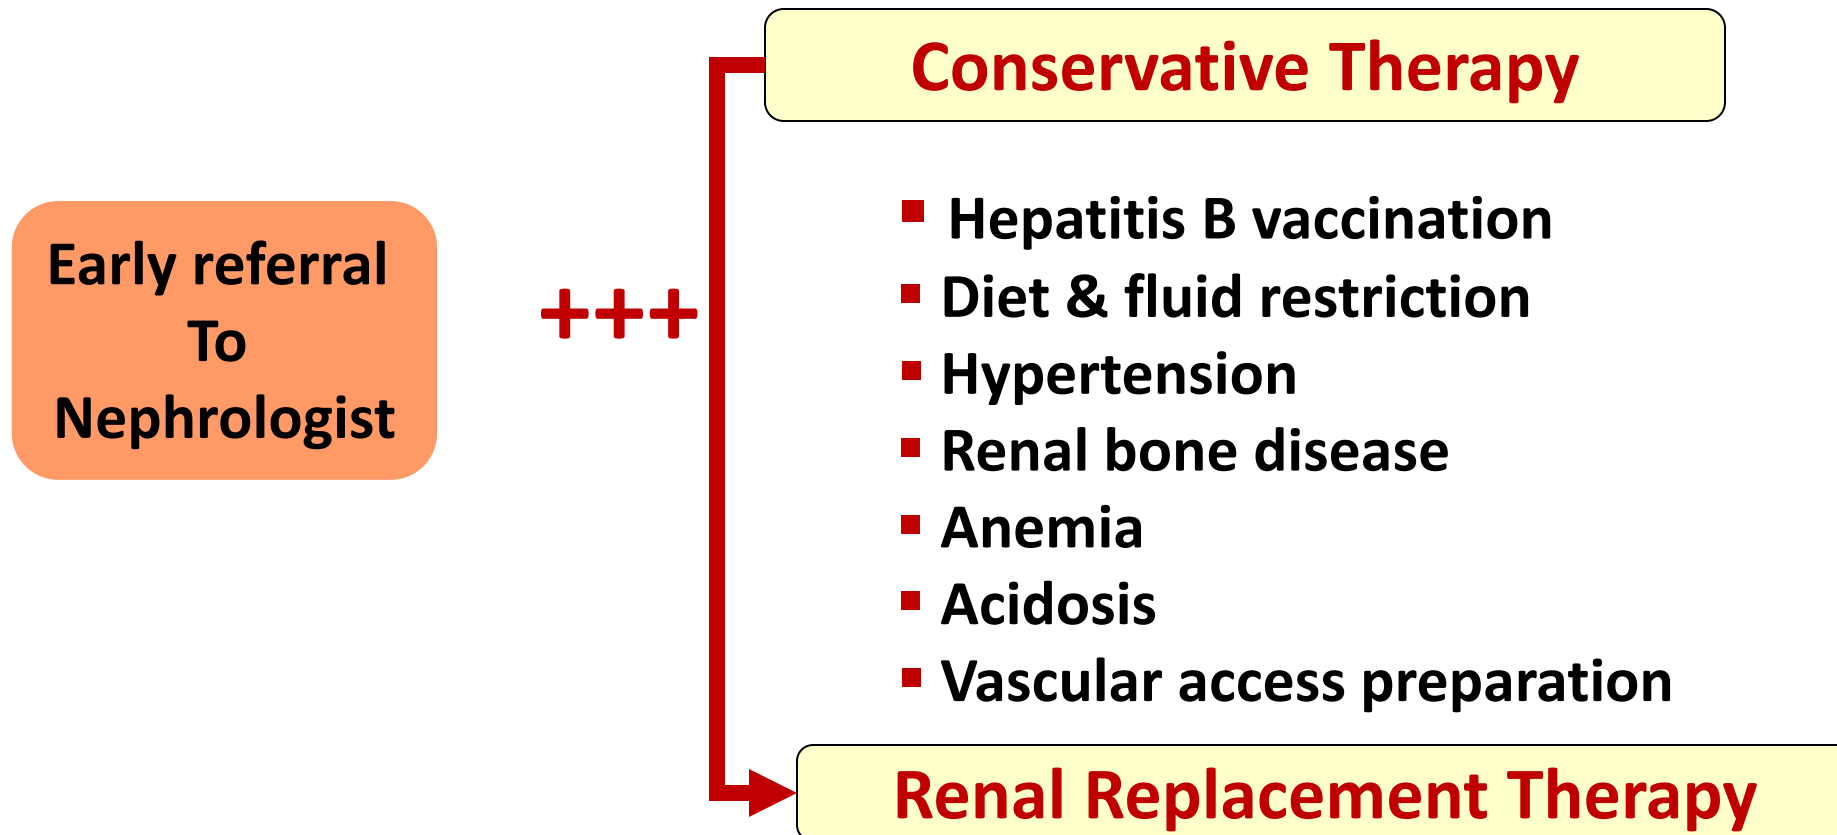 Conservative Therapy
Early referral
To
Nephrologist
+++
▪ Hepatitis B vaccination
▪ Diet & fluid restriction
▪ Hypertension
▪ Renal bone disease
▪ Anemia
▪ Acidosis
▪ Vascular access preparation
Renal Replacement Therapy